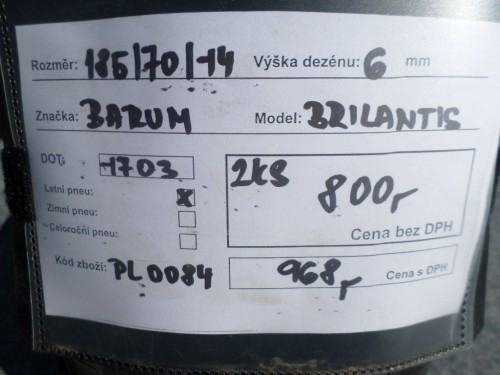 Rozměr: 185/70/-14 Výška dezénu: 6 mm
Značka: BARUM Model: BRILANTIS
DOT: 1703
Letní pneu: x
Zimní pneu:
Celoroční pneu:
2KS 800,-
Cena bez DPH
Kód zboží: PL0084
968,- Cena s DPH